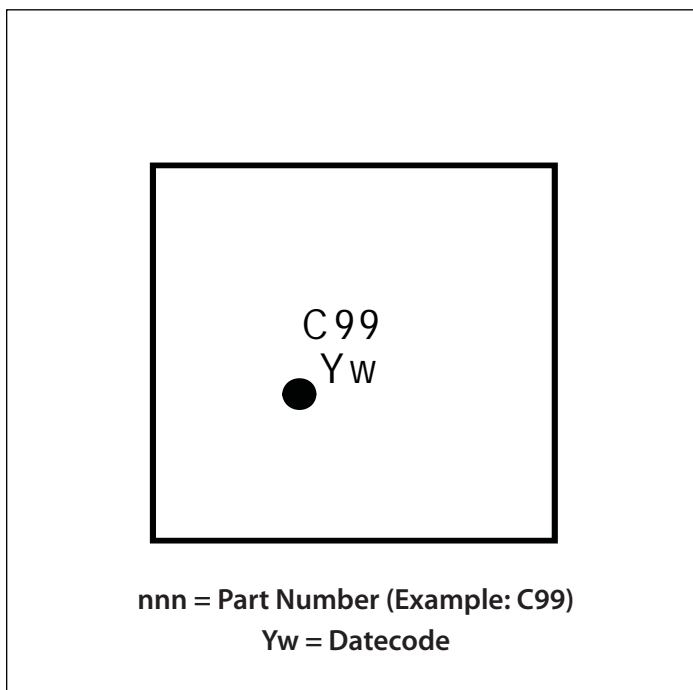 C99
Yw
nnn = Part Number (Example: C99)
Yw = Datecode